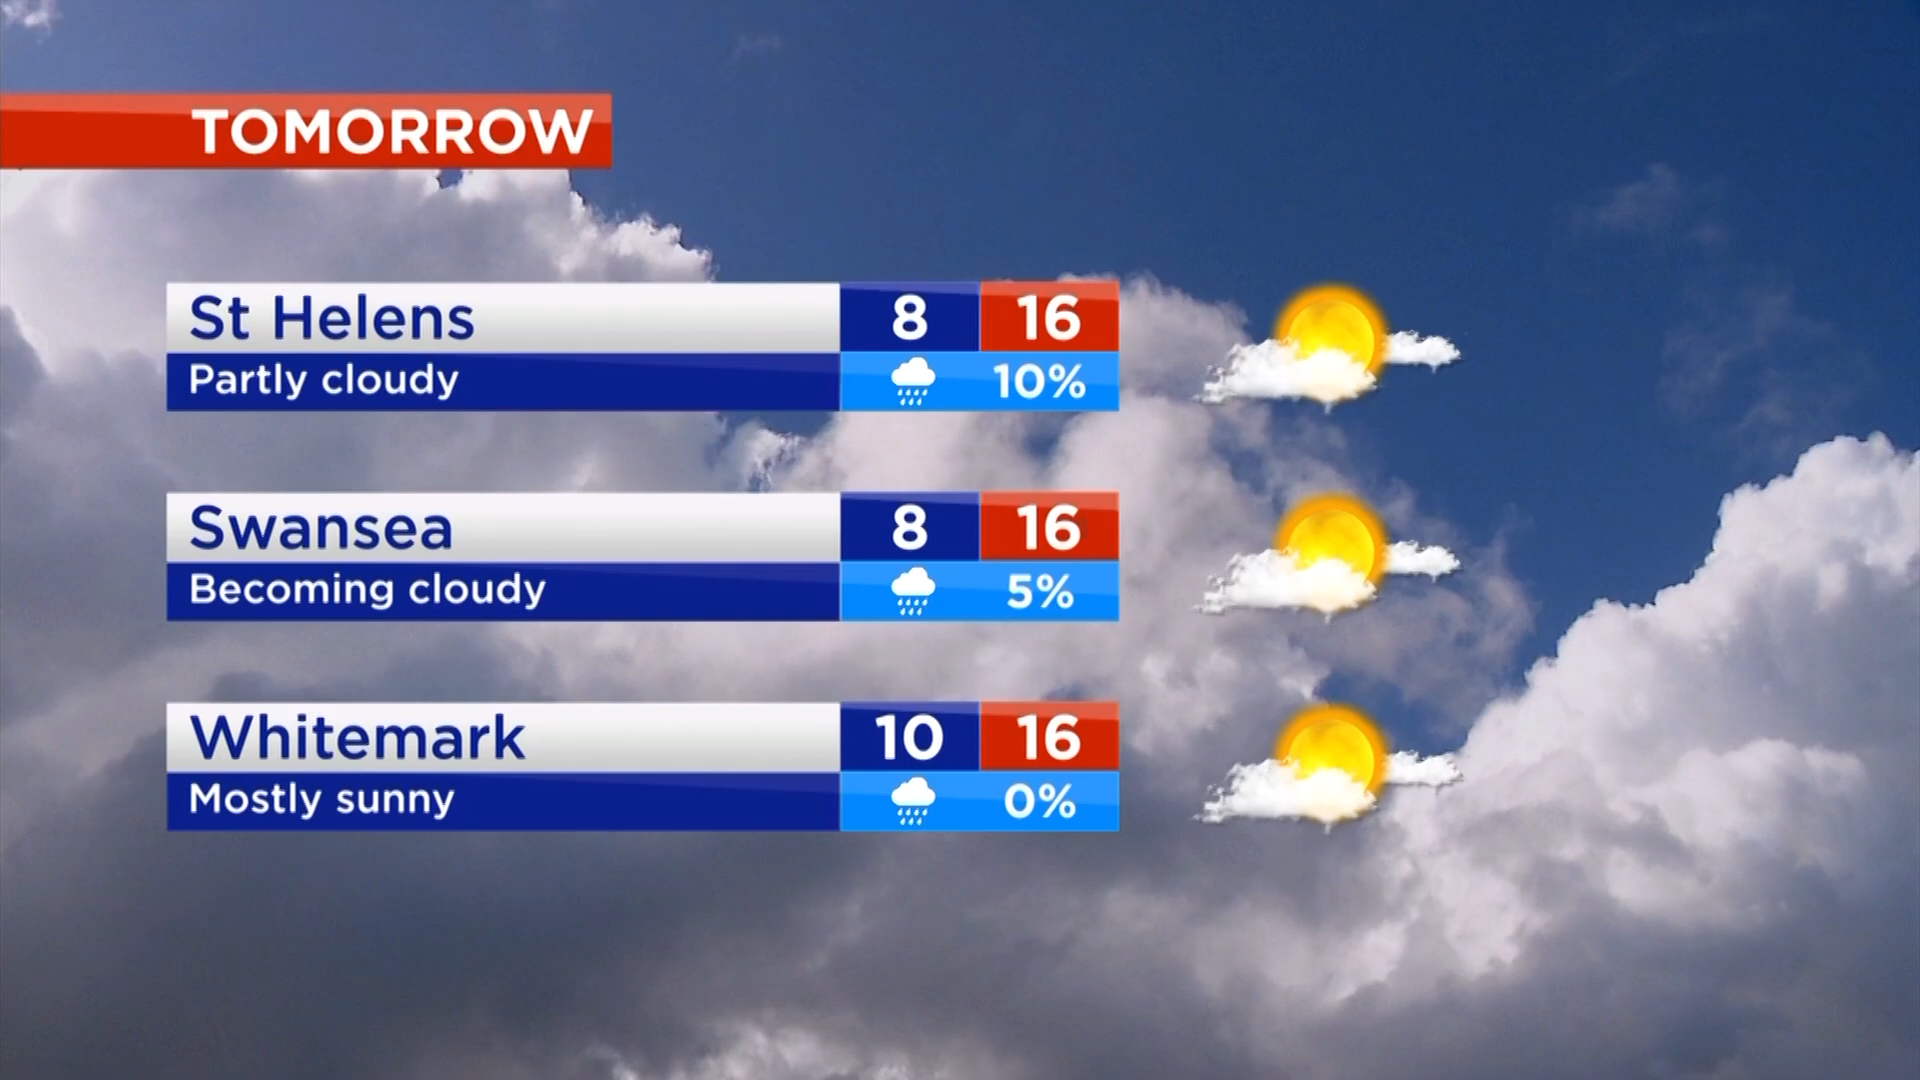 TOMORROW
St Helens 8 16
Partly cloudy 10%
Swansea 8 16
Becoming cloudy 5%
Whitemark 10 16
Mostly sunny 0%